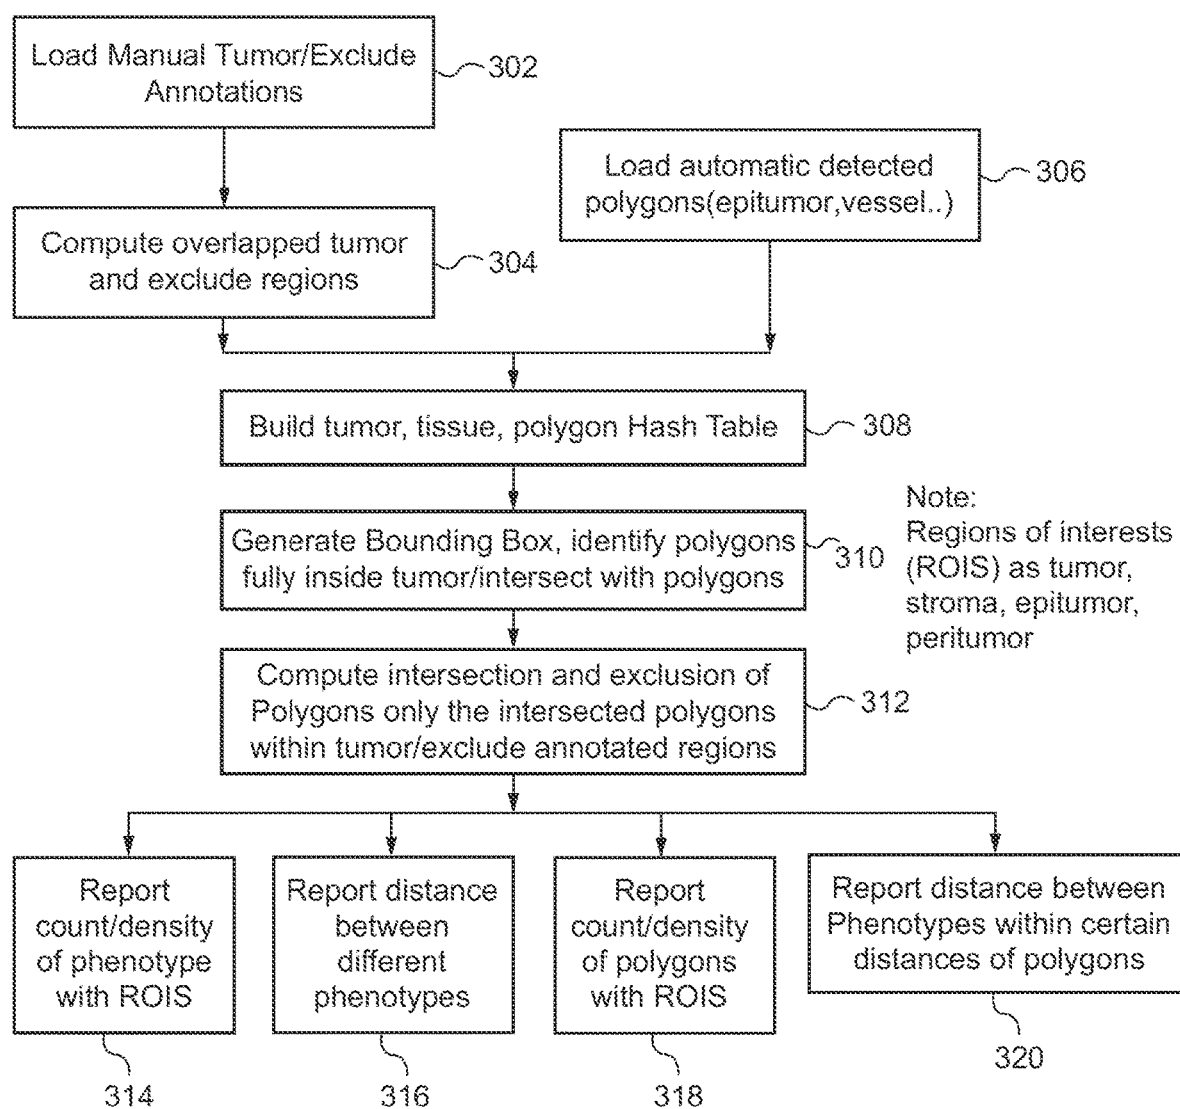 Load Manual Tumor/Exclude
Annotations
302
Load automatic detected
polygons(epitumor,vessel..)
306
Compute overlapped tumor
and exclude regions
304
Build tumor, tissue, polygon Hash Table
308
Generate Bounding Box, identify polygons
fully inside tumor/intersect with polygons
310
Note:
Regions of interests
(ROIS) as tumor,
stroma, epitumor,
peritumor
Compute intersection and exclusion of
Polygons only the intersected polygons
within tumor/exclude annotated regions
312
Report
count/density
of phenotype
with ROIS
314
Report distance
between
different
phenotypes
316
Report
count/density
of polygons
with ROIS
318
Report distance between
Phenotypes within certain
distances of polygons
320